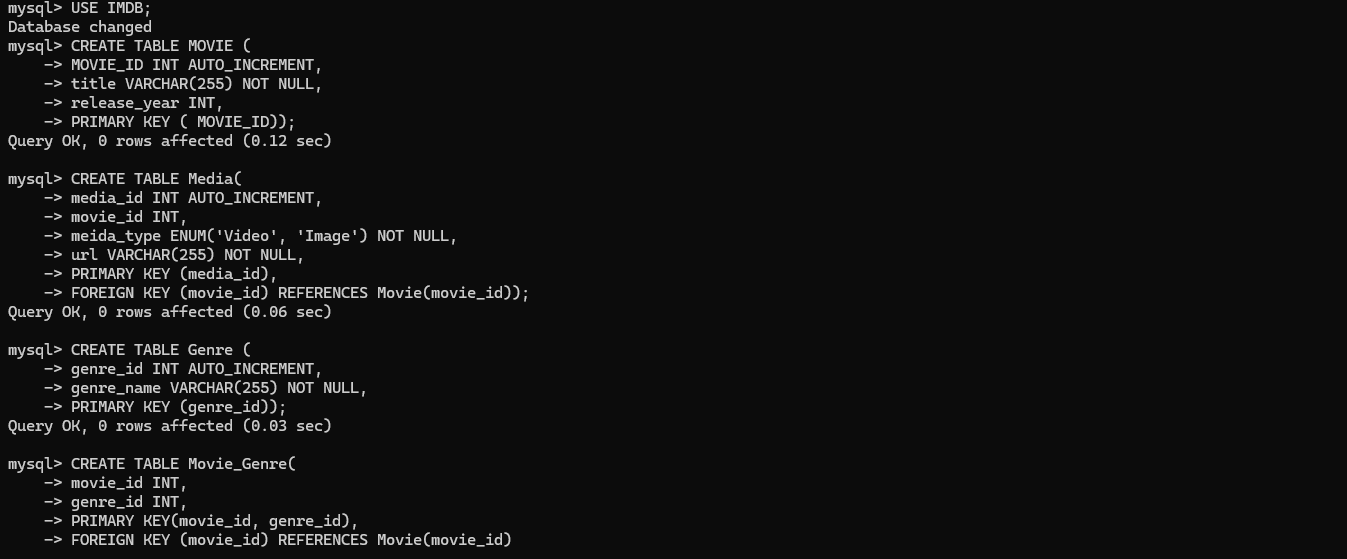 mysql> USE IMDB;
Database changed
mysql> CREATE TABLE MOVIE (
    -> MOVIE_ID INT AUTO_INCREMENT,
    -> title VARCHAR(255) NOT NULL,
    -> release_year INT,
    -> PRIMARY KEY ( MOVIE_ID));
Query OK, 0 rows affected (0.12 sec)

mysql> CREATE TABLE Media(
    -> media_id INT AUTO_INCREMENT,
    -> movie_id INT,
    -> meida_type ENUM('Video', 'Image') NOT NULL,
    -> url VARCHAR(255) NOT NULL,
    -> PRIMARY KEY (media_id),
    -> FOREIGN KEY (movie_id) REFERENCES Movie(movie_id));
Query OK, 0 rows affected (0.06 sec)

mysql> CREATE TABLE Genre (
    -> genre_id INT AUTO_INCREMENT,
    -> genre_name VARCHAR(255) NOT NULL,
    -> PRIMARY KEY (genre_id));
Query OK, 0 rows affected (0.03 sec)

mysql> CREATE TABLE Movie_Genre(
    -> movie_id INT,
    -> genre_id INT,
    -> PRIMARY KEY(movie_id, genre_id),
    -> FOREIGN KEY (movie_id) REFERENCES Movie(movie_id)